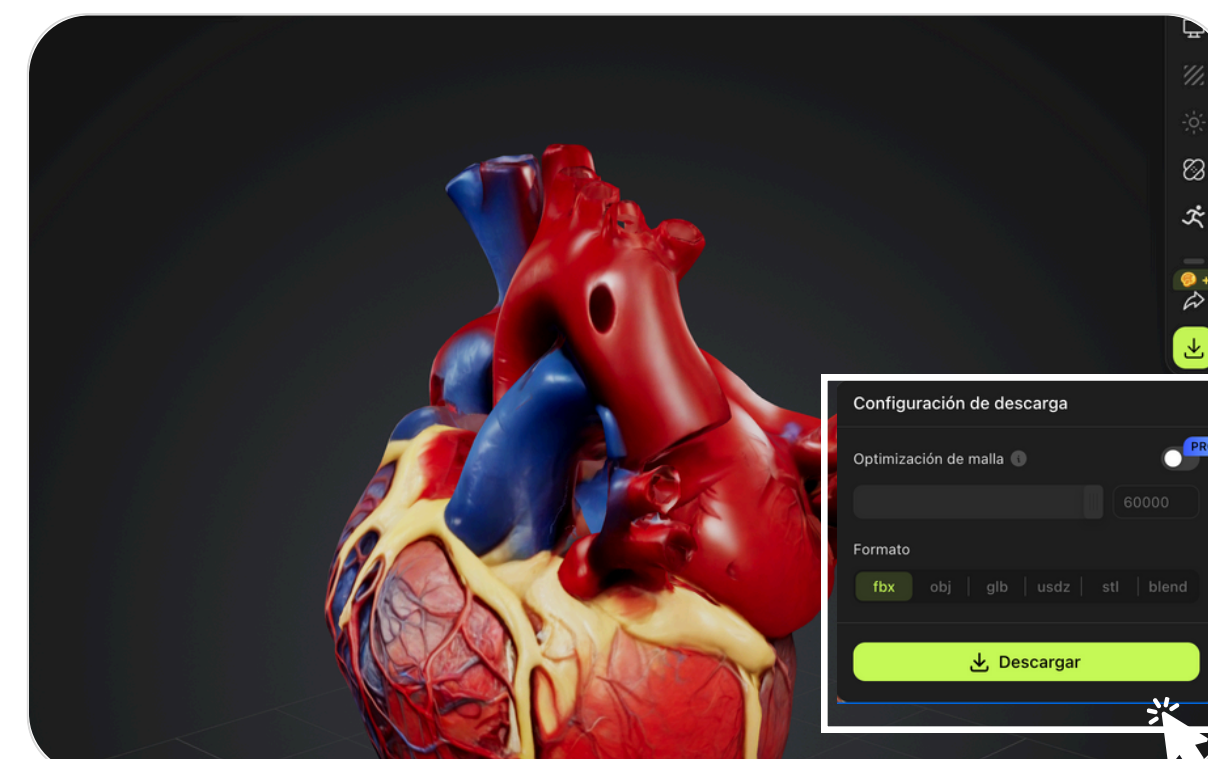 +
Configuración de descarga
PR
Optimización de malla
60000
Formato
fbx obj glb usdz stl blend
Descargar